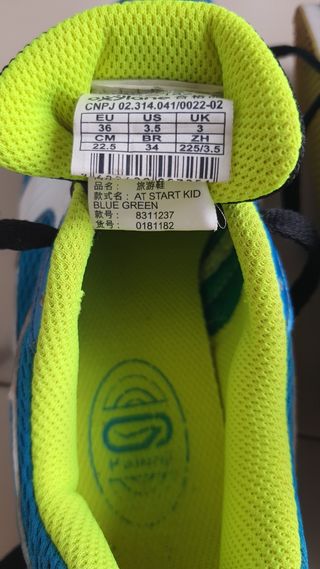 CNPJ 02.314.041/0022-02
EU US UK
36 3.5 3
CM BR ZH
22.5 34 225/3.5
品名: 旅游鞋
款式名: AT START KID
BLUE GREEN
款号: 8311237
货号: 0181182